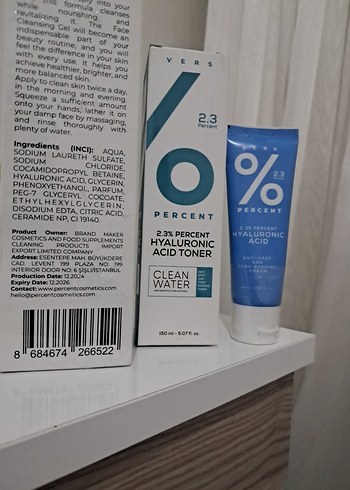 this formula cleanses
while nourishing and
revitalizing it. The Face
Cleansing Gel will become an
indispensable part of your
beauty routine, and you will
feel the difference in your skin
with every use. It helps you
achieve healthier, brighter, and
more balanced skin.
Apply to clean skin twice a day,
in the morning and evening.
Squeeze a sufficient amount
onto your hands, lather it on
your damp face by massaging,
and rinse thoroughly with
plenty of water.
Ingredients (INCI): AQUA,
SODIUM LAURETH SULFATE,
SODIUM CHLORIDE,
COCAMIDOPROPYL BETAINE,
HYALURONIC ACID, GLYCERIN,
PHENOXYETHANOL, PARFUM,
PEG-7 GLYCERYL COCOATE,
ETHYLHEXYLGLYCERIN,
DISODIUM EDTA, CITRIC ACID,
CERAMIDE NP, CI 19140.
Product Owner: BRAND MAKER
COSMETICS AND FOOD SUPPLEMENTS
CLEANING PRODUCTS IMPORT
EXPORT LIMITED COMPANY
Address: ESENTEPE MAH. BÜYÜKDERE
CAD. LEVENT 199 PLAZA NO: 199
INTERIOR DOOR NO: 6 ŞİŞLİ/İSTANBUL
Production Date: 12.2024
Expiry Date: 12.2026
Contact: www.percentcosmetics.com
hello@percentcosmetics.com
8 684674 266522
VERS
%
2.3
Percent
PERCENT
2.3% PERCENT
HYALURONIC
ACID TONER
CLEAN
WATER
150 ml - 5.07 fl. oz.
%
2.3
PERCENT
2.3% PERCENT
HYALURONIC
ACID
ANTI-SPOT
AND
CREAM